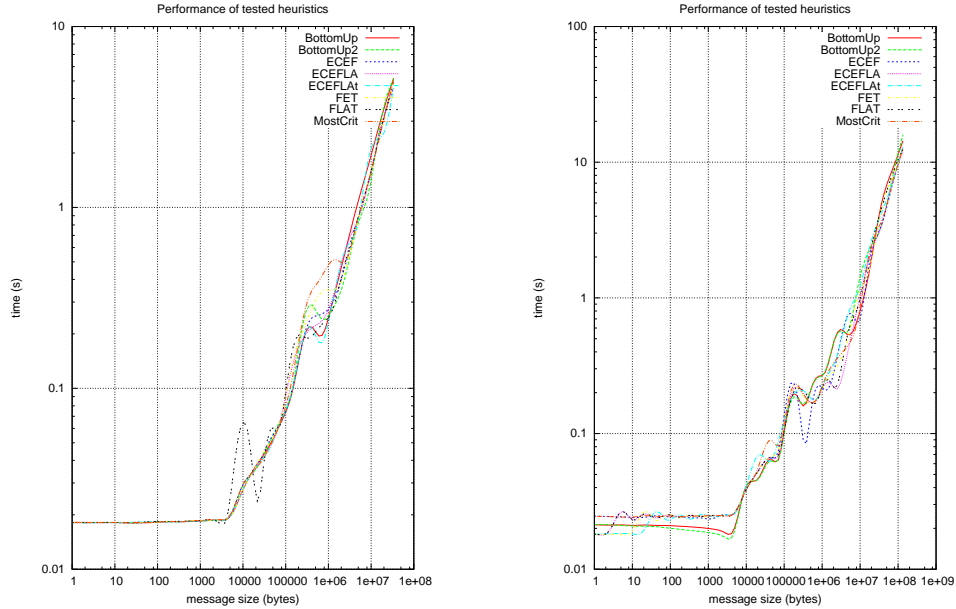 Performance of tested heuristics
10
1
0.1
0.01
time (s)
BottomUp
BottomUp2
ECEF
ECEFLA
ECEFLAt
FET
FLAT
MostCrit
1 10 100 1000 10000 100000 1e+06 1e+07 1e+08
message size (bytes)
Performance of tested heuristics
100
10
1
0.1
0.01
time (s)
BottomUp
BottomUp2
ECEF
ECEFLA
ECEFLAt
FET
FLAT
MostCrit
1 10 100 1000 10000 100000 1e+06 1e+07 1e+08 1e+09
message size (bytes)